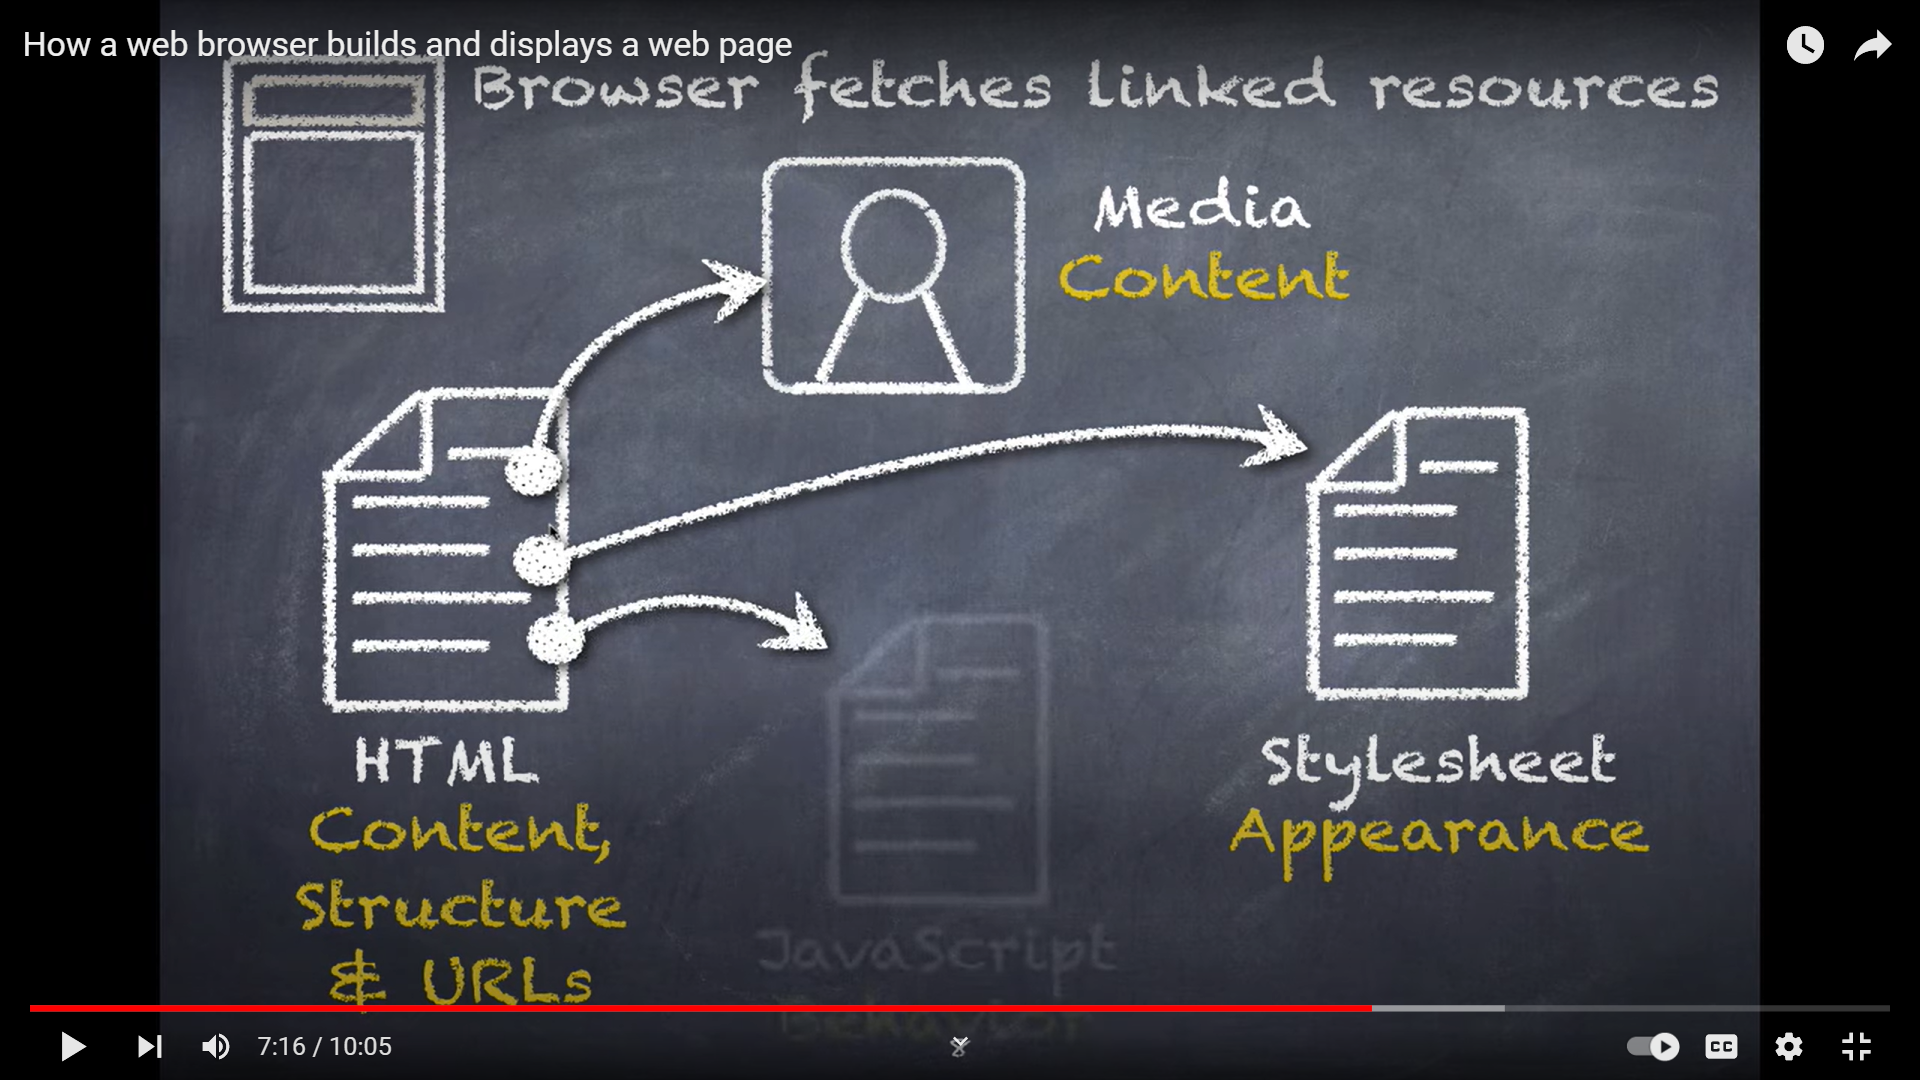 How a web browser builds and displays a web page
Browser fetches linked resources
Media
Content
HTML
Content,
Structure
& URLs
Stylesheet
Appearance
JavaScript
Behavior
7:16 / 10:05
CC